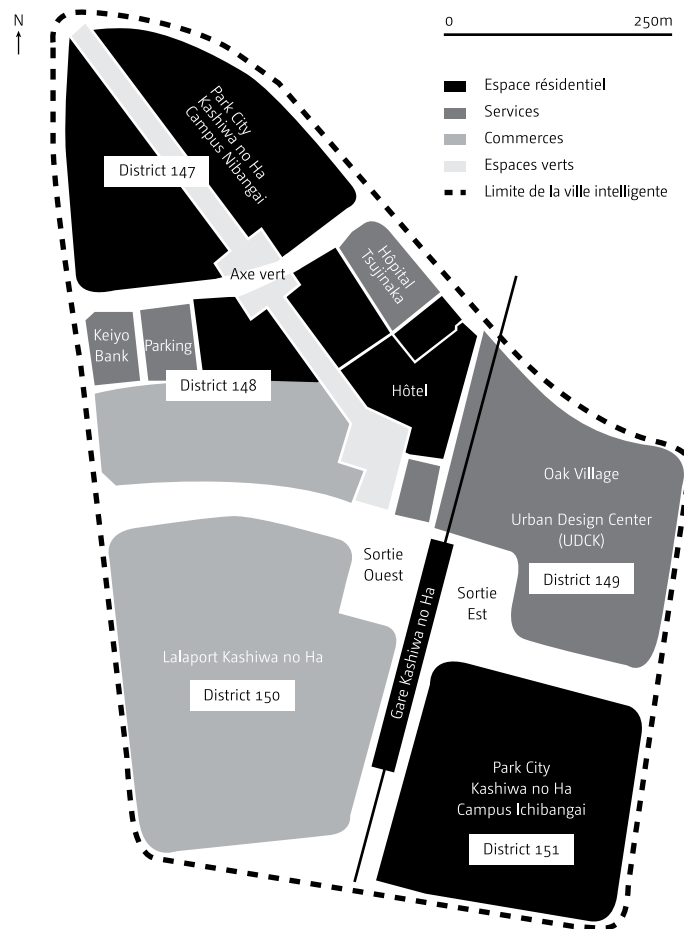 N
0 250m
Espace résidentiel
Services
Commerces
Espaces verts
Limite de la ville intelligente
Park City
Kashiwa no Ha
Campus Nibangai
District 147
Axe vert
Hôpital
Tsujinaka
Keiyo
Bank
Parking
District 148
Hôtel
Oak Village
Urban Design Center
(UDCK)
District 149
Sortie
Ouest
Sortie
Est
Gare Kashiwa no Ha
Lalaport Kashiwa no Ha
District 150
Park City
Kashiwa no Ha
Campus Ichibangai
District 151